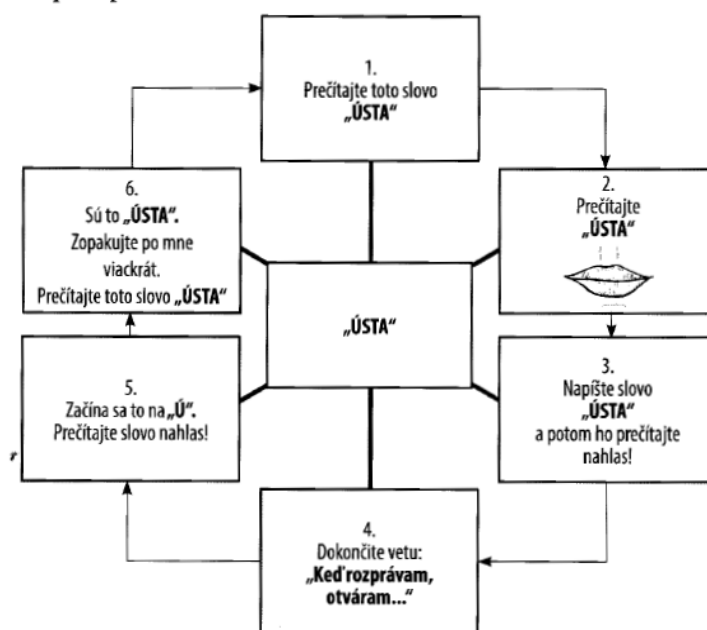 1.
Prečítajte toto slovo
„ÚSTA“
2.
Prečítajte
„ÚSTA“
3.
Napíšte slovo
„ÚSTA“
a potom ho prečítajte
nahlas!
4.
Dokončite vetu:
„Keď rozprávam,
otváram...“
5.
Začína sa to na „Ú“.
Prečítajte slovo nahlas!
6.
Sú to „ÚSTA“.
Zopakujte po mne
viackrát.
Prečítajte toto slovo „ÚSTA“
„ÚSTA“